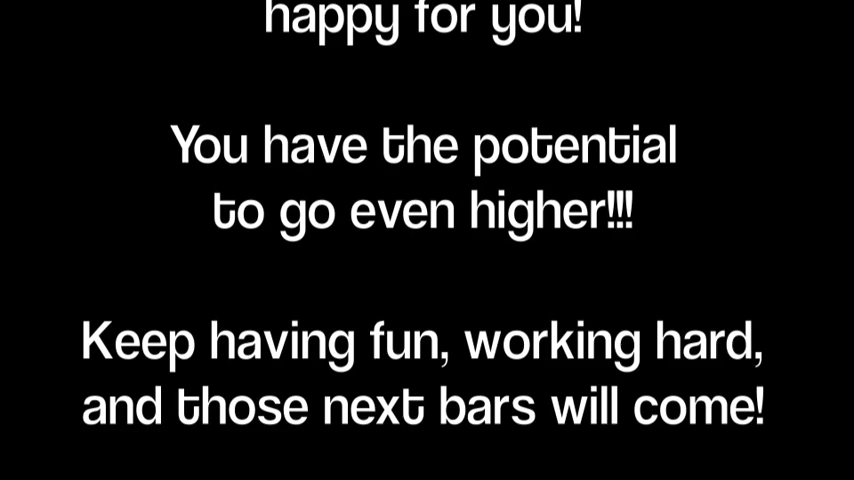 happy for you!
You have the potential
to go even higher!!!
Keep having fun, working hard,
and those next bars will come!